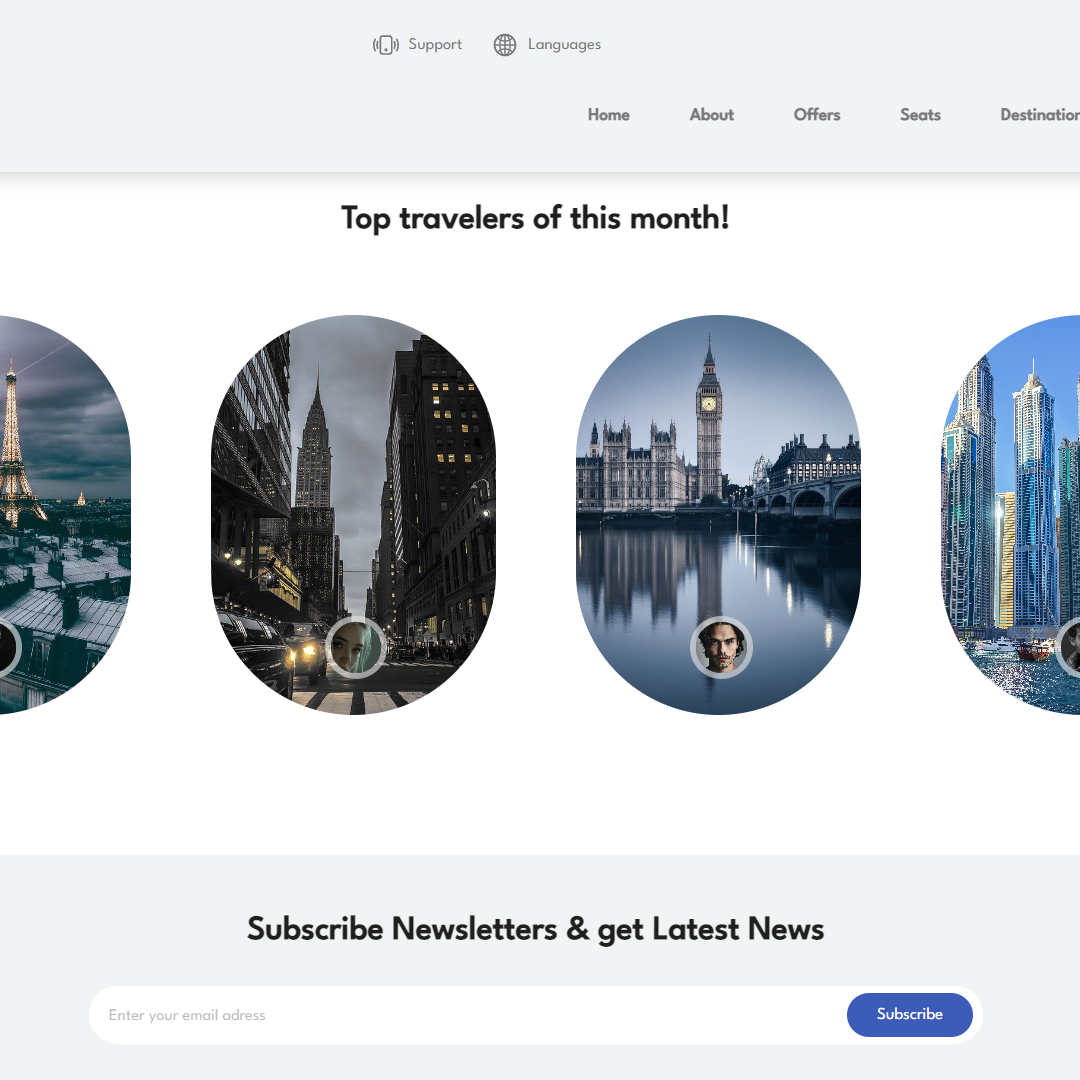 Support Languages
Home About Offers Seats Destination
Top travelers of this month!
Subscribe Newsletters & get Latest News
Enter your email adress Subscribe